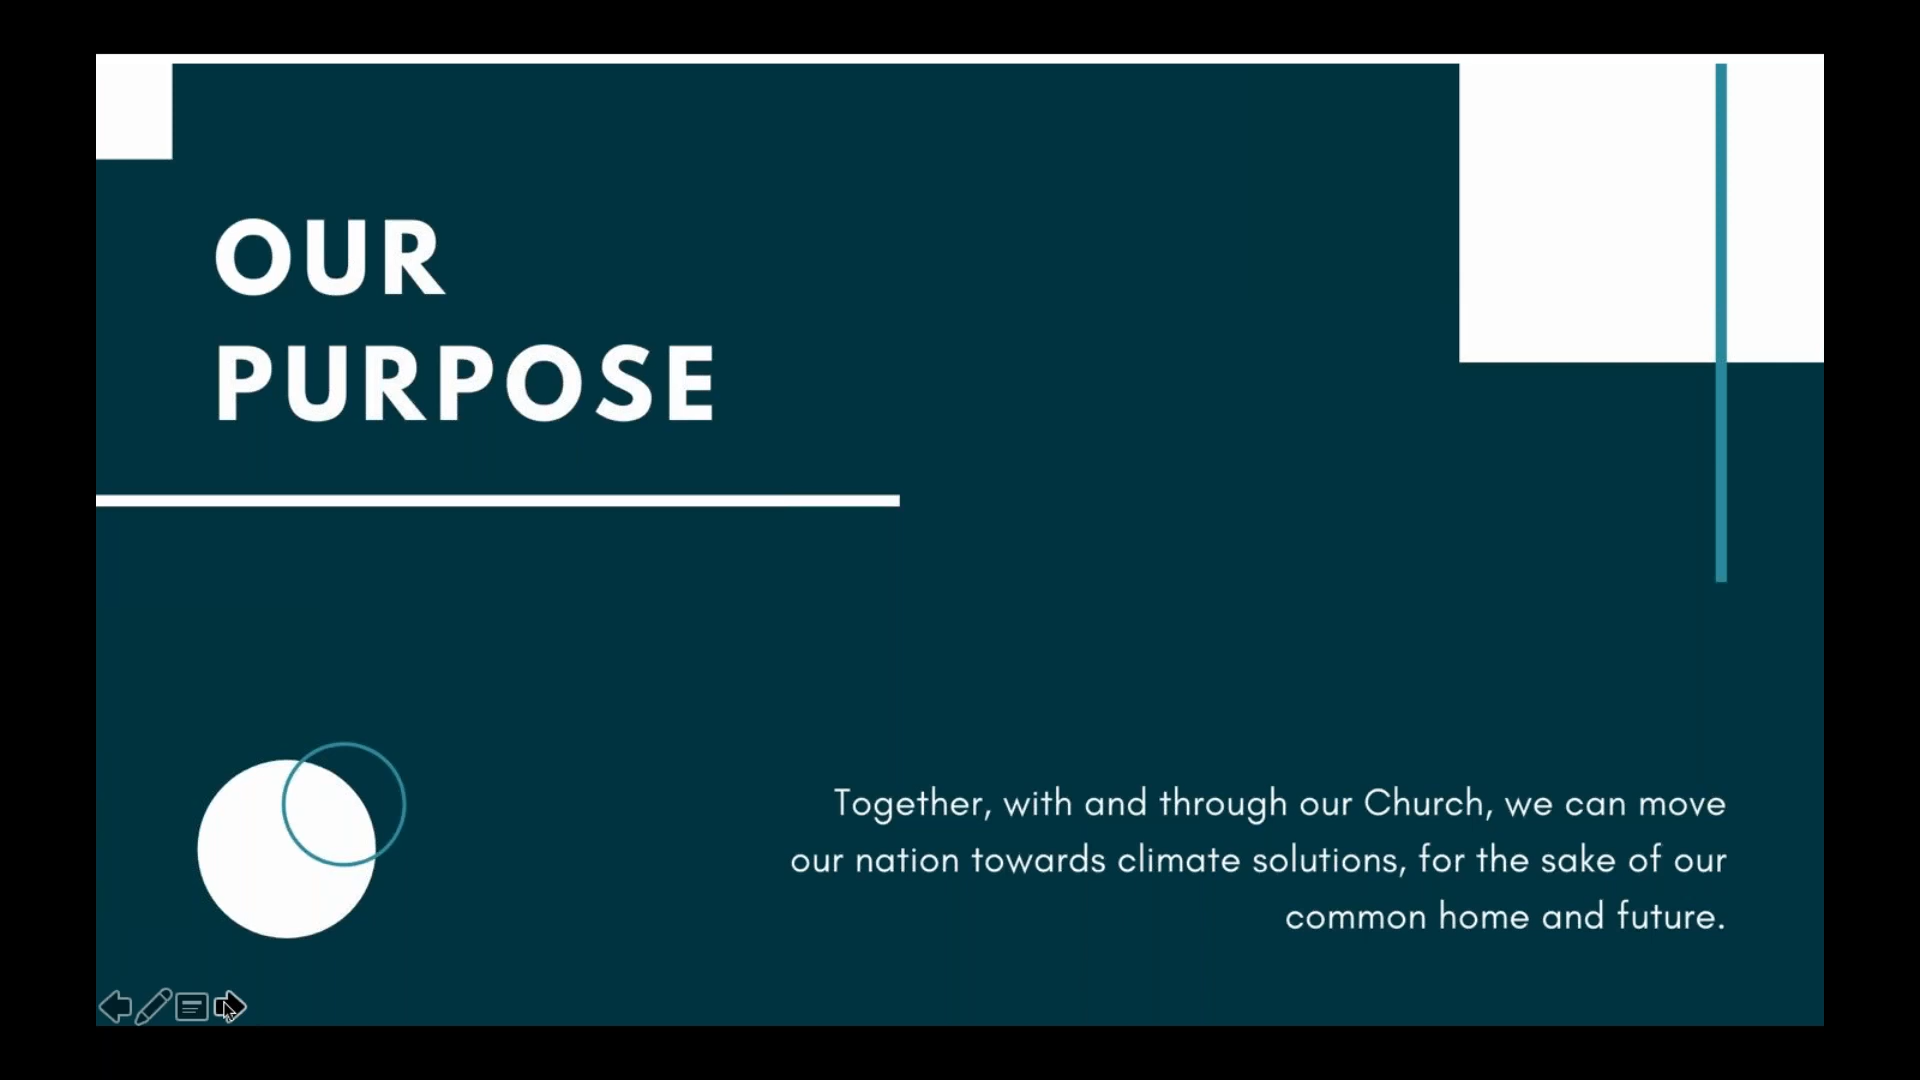 OUR
PURPOSE
Together, with and through our Church, we can move
our nation towards climate solutions, for the sake of our
common home and future.